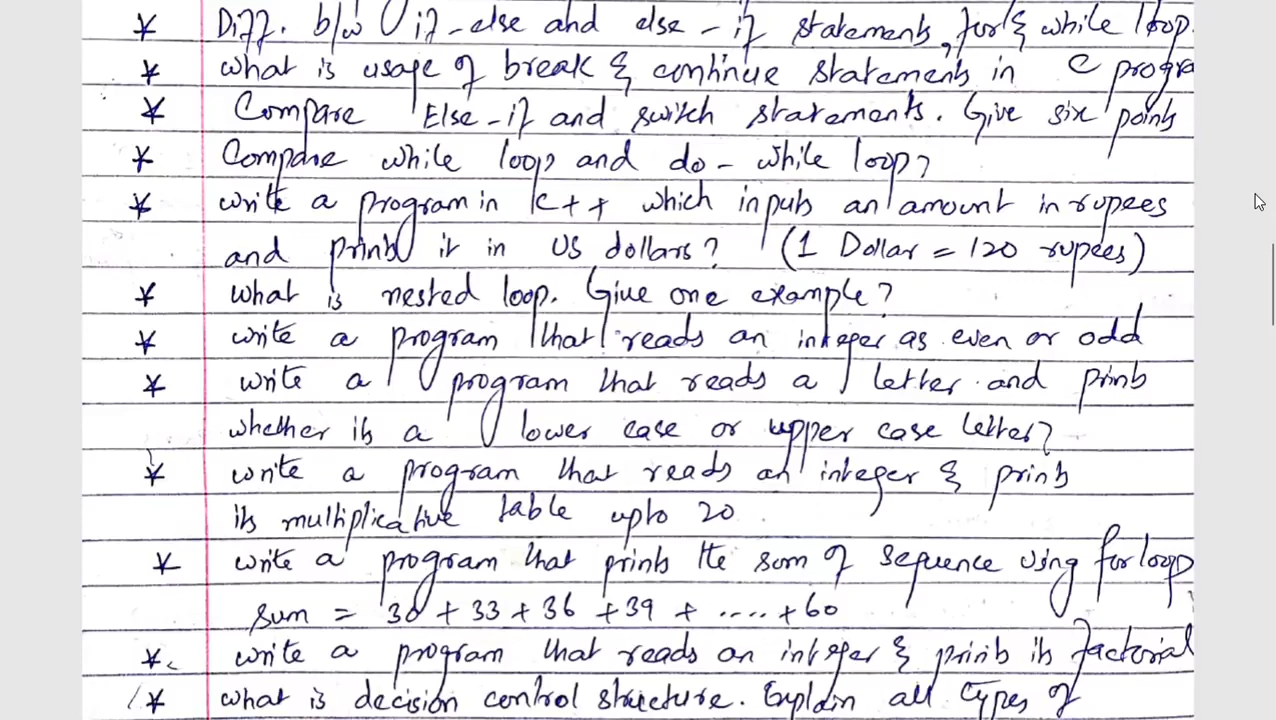 * Diff. b/w if-else and else-if statements, for & while loop.
* what is usage of break & continue statements in C progra
* Compare Else-if and switch statements. Give six points
* Compare while loop and do-while loop?
* write a program in C++ which inputs an amount in rupees
and prints it in US dollars? (1 Dollar = 120 rupees)
* what is nested loop. Give one example?
* write a program that reads an integer as even or odd
* write a program that reads a letter and prints
whether its a lower case or upper case letter?
* write a program that reads an integer & prints
its multiplicative table upto 20
* write a program that prints the sum of sequence using for loop
sum = 30 + 33 + 36 + 39 + ..... + 60
* write a program that reads an integer & prints its factorial
* what is decision control structure. Explain all types of